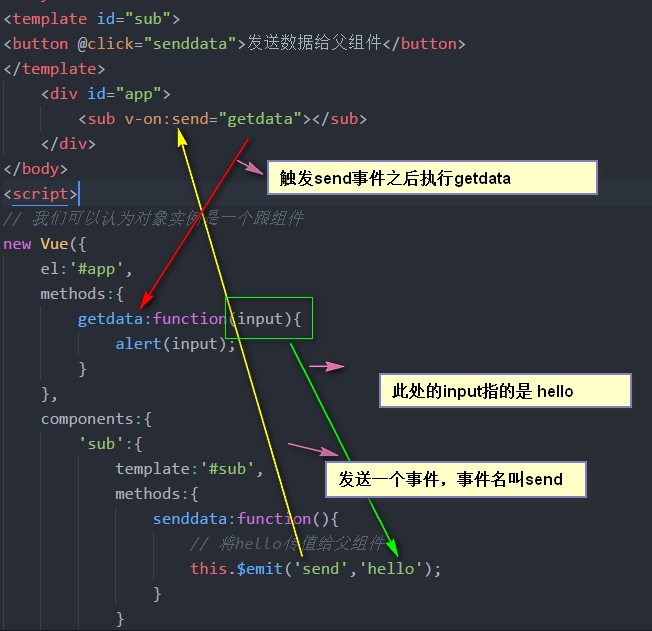 <template id="sub">
<button @click="senddata">发送数据给父组件</button>
</template>
<div id="app">
<sub v-on:send="getdata"></sub>
</div>
</body>
触发send事件之后执行getdata
<script>
// 我们可以认为对象实例是一个跟组件
new Vue({
el:'#app',
methods:{
getdata:function(input){
alert(input);
}
此处的input指的是 hello
},
components:{
'sub':{
template:'#sub',
发送一个事件，事件名叫send
methods:{
senddata:function(){
// 将hello传值给父组件
this.$emit('send','hello');
}
}